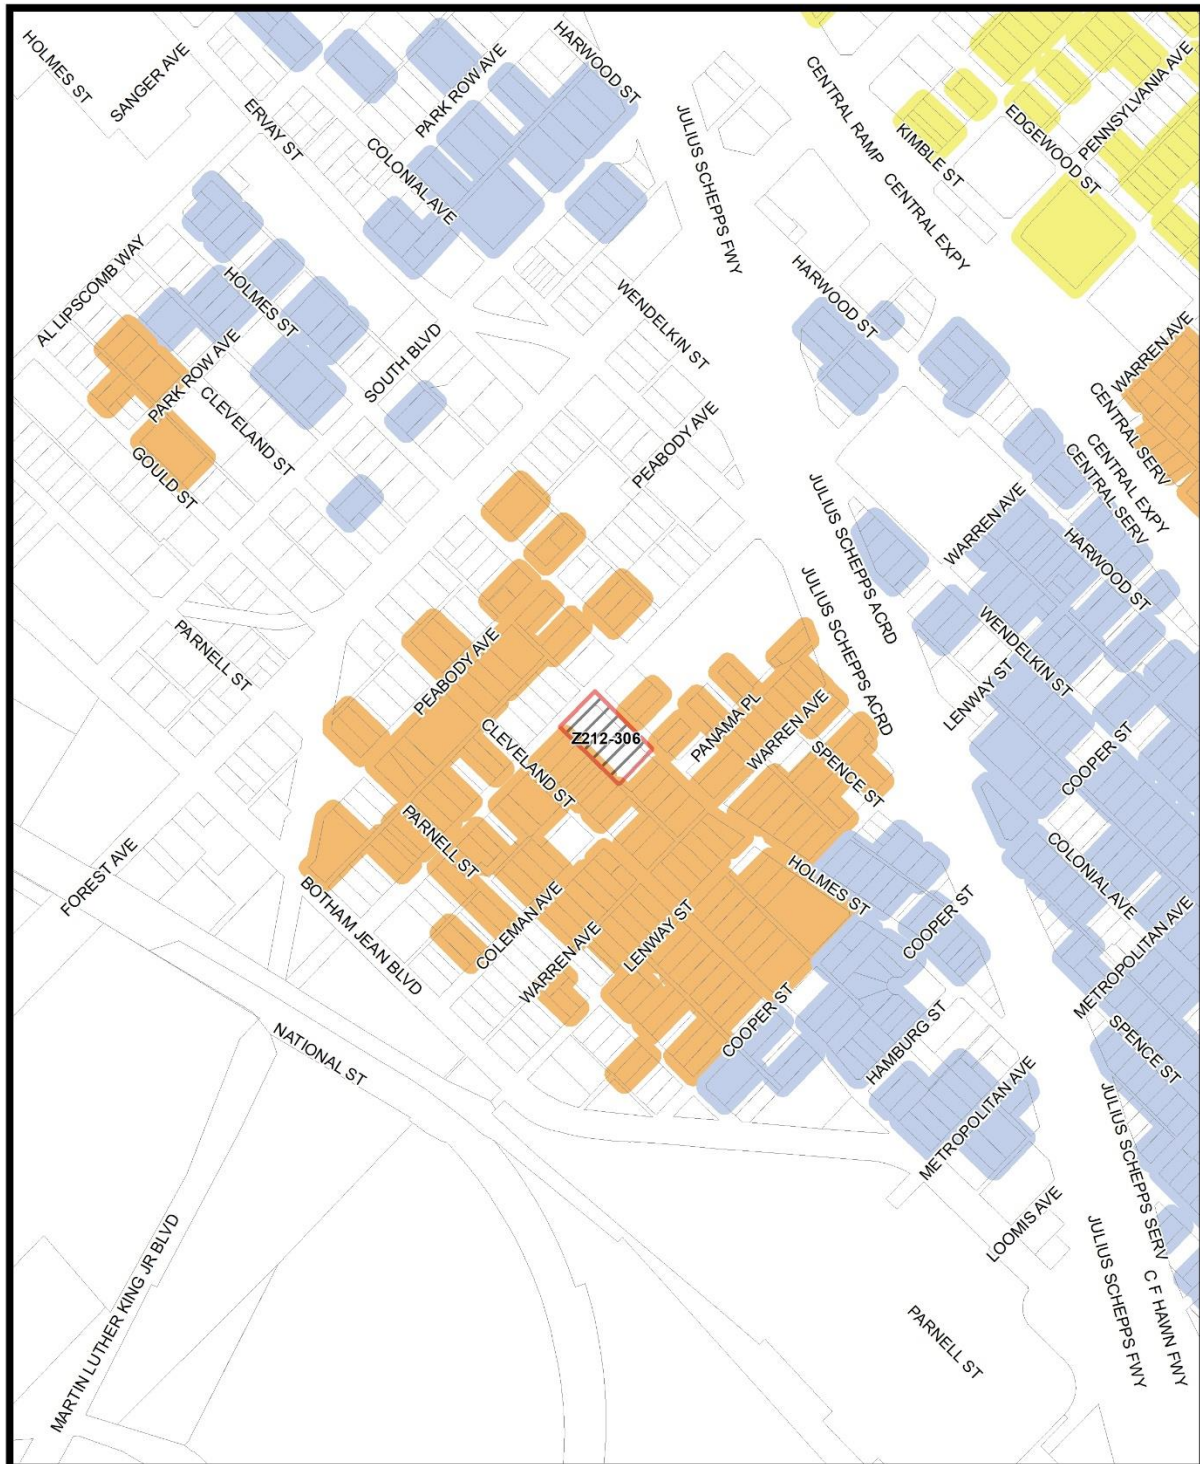 HOLMES ST
SANGER AVE
ERVAY ST
PARK ROW AVE
HARWOOD ST
COLONIAL AVE
JULIUS SCHEPPS FWY
CENTRAL RAMP
CENTRAL EXPY
KIMBLE ST
EDGEWOOD ST
PENNSYLVANIA AVE
AL LIPSCOMB WAY
HOLMES ST
PARK ROW AVE
SOUTH BLVD
CLEVELAND ST
GOULD ST
WENDELKIN ST
HARWOOD ST
PEABODY AVE
WARREN AVE
CENTRAL SERV
CENTRAL EXPY
CENTRAL SERV
WARREN AVE
HARWOOD ST
JULIUS SCHEPPS ACRD
JULIUS SCHEPPS ACRD
WENDELKIN ST
LENWAY ST
PARNELL ST
PEABODY AVE
CLEVELAND ST
Z212-306
PANAMA PL
WARREN AVE
SPENCE ST
COOPER ST
PARNELL ST
HOLMES ST
COLONIAL AVE
FOREST AVE
BOTHAM JEAN BLVD
COLEMAN AVE
WARREN AVE
LENWAY ST
COOPER ST
METROPOLITAN AVE
COOPER ST
HAMBURG ST
SPENCE ST
NATIONAL ST
METROPOLITAN AVE
JULIUS SCHEPPS SERV
LOOMIS AVE
JULIUS SCHEPPS FWY
C F HAWN FWY
MARTIN LUTHER KING JR BLVD
PARNELL ST